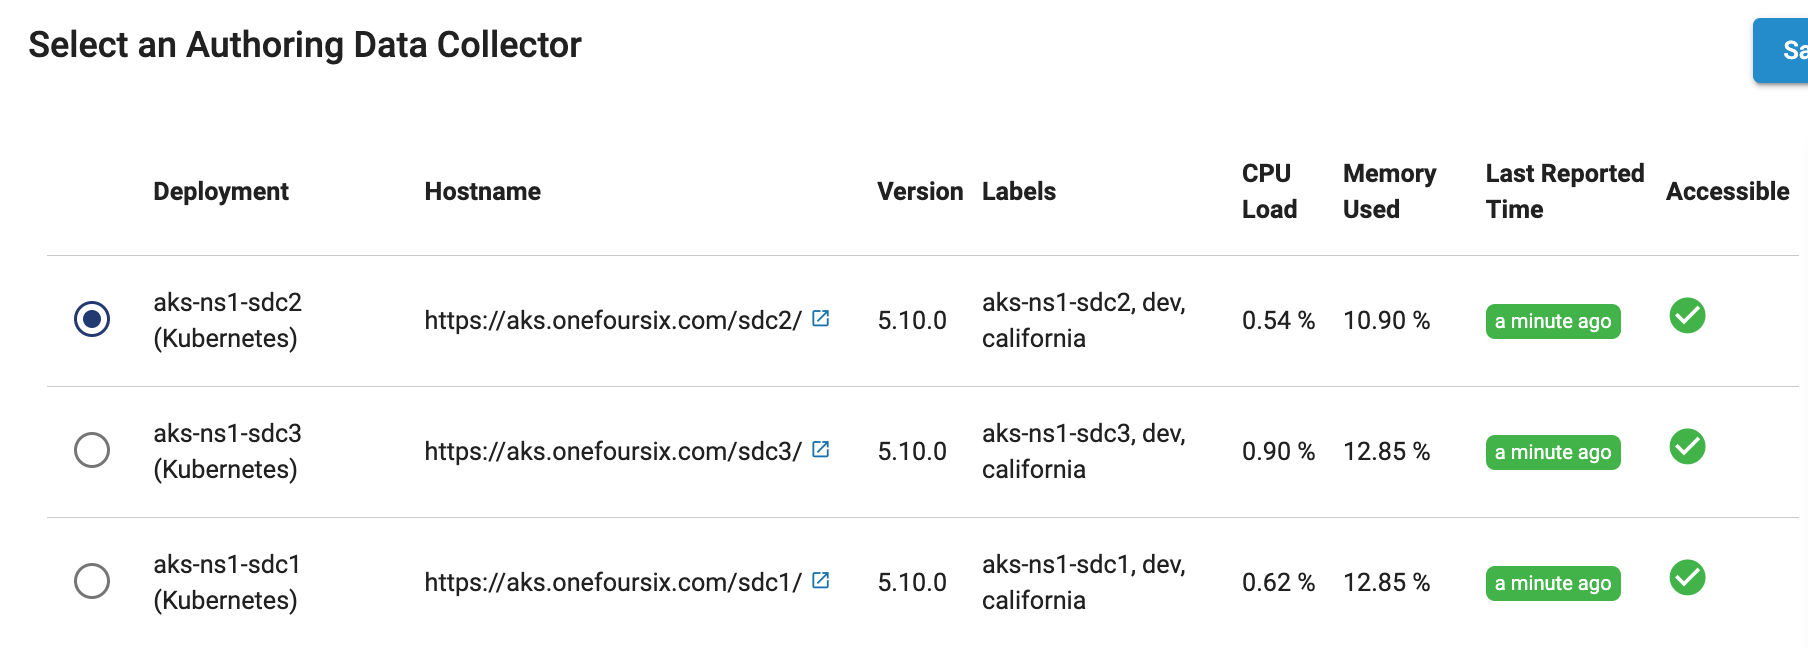 Select an Authoring Data Collector
Sa
Deployment Hostname Version Labels CPU Load Memory Used Last Reported Time Accessible
aks-ns1-sdc2 (Kubernetes) https://aks.onefoursix.com/sdc2/ 5.10.0 aks-ns1-sdc2, dev, california 0.54 % 10.90 % a minute ago
aks-ns1-sdc3 (Kubernetes) https://aks.onefoursix.com/sdc3/ 5.10.0 aks-ns1-sdc3, dev, california 0.90 % 12.85 % a minute ago
aks-ns1-sdc1 (Kubernetes) https://aks.onefoursix.com/sdc1/ 5.10.0 aks-ns1-sdc1, dev, california 0.62 % 12.85 % a minute ago